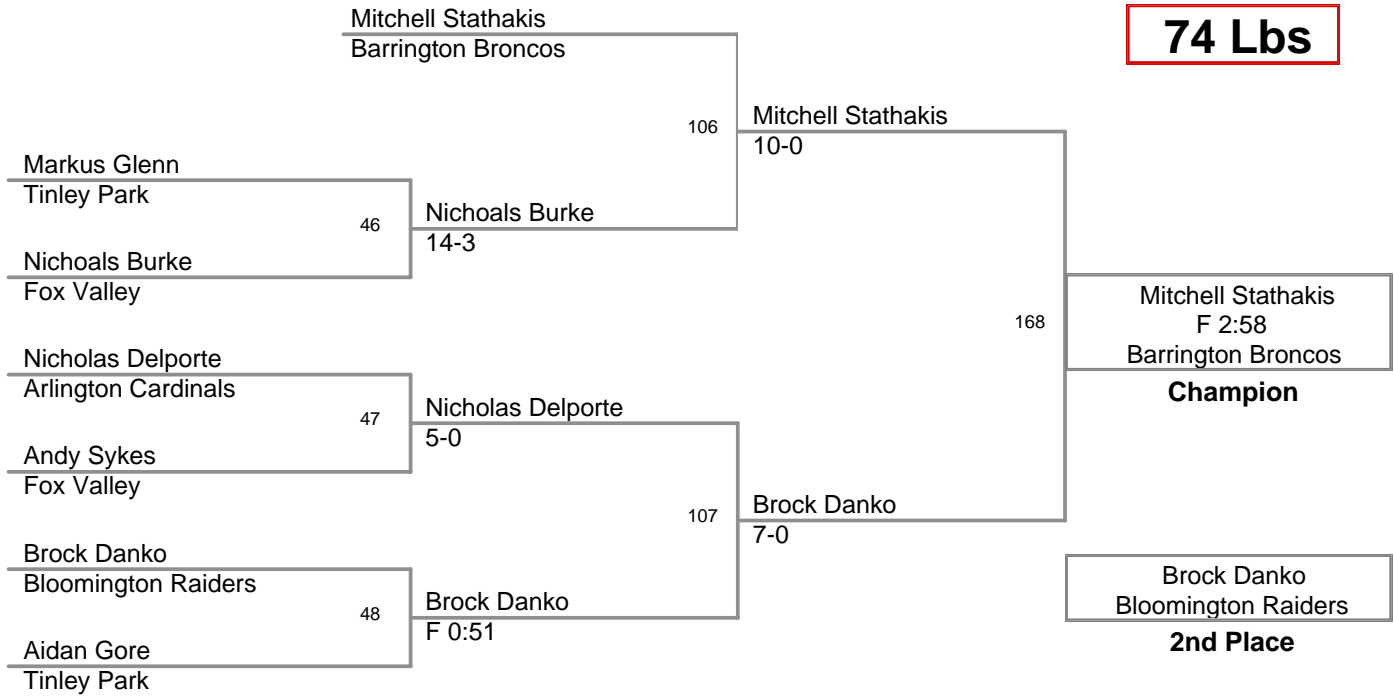 Mitchell Stathakis
Barrington Broncos
74 Lbs
106
Mitchell Stathakis
10-0
Markus Glenn
Tinley Park
46
Nichoals Burke
14-3
Nichoals Burke
Fox Valley
168
Mitchell Stathakis
F 2:58
Barrington Broncos
Champion
Nicholas Delporte
Arlington Cardinals
47
Nicholas Delporte
5-0
Andy Sykes
Fox Valley
107
Brock Danko
7-0
Brock Danko
Bloomington Raiders
48
Brock Danko
F 0:51
Aidan Gore
Tinley Park
Brock Danko
Bloomington Raiders
2nd Place